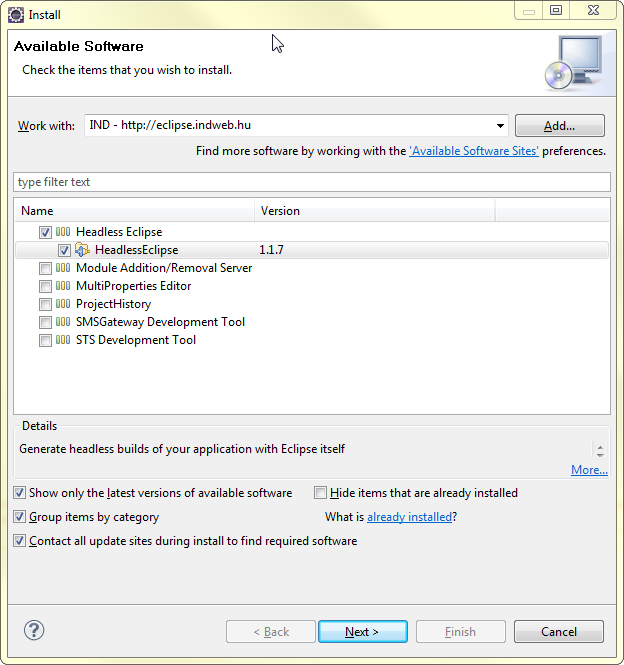 Install
Available Software
Check the items that you wish to install.
Work with: IND - http://eclipse.indweb.hu Add...
Find more software by working with the 'Available Software Sites' preferences.
type filter text
Name Version
Headless Eclipse
HeadlessEclipse 1.1.7
Module Addition/Removal Server
MultiProperties Editor
ProjectHistory
SMSGateway Development Tool
STS Development Tool
Details
Generate headless builds of your application with Eclipse itself
More...
Show only the latest versions of available software Hide items that are already installed
Group items by category What is already installed?
Contact all update sites during install to find required software
? < Back Next > Finish Cancel